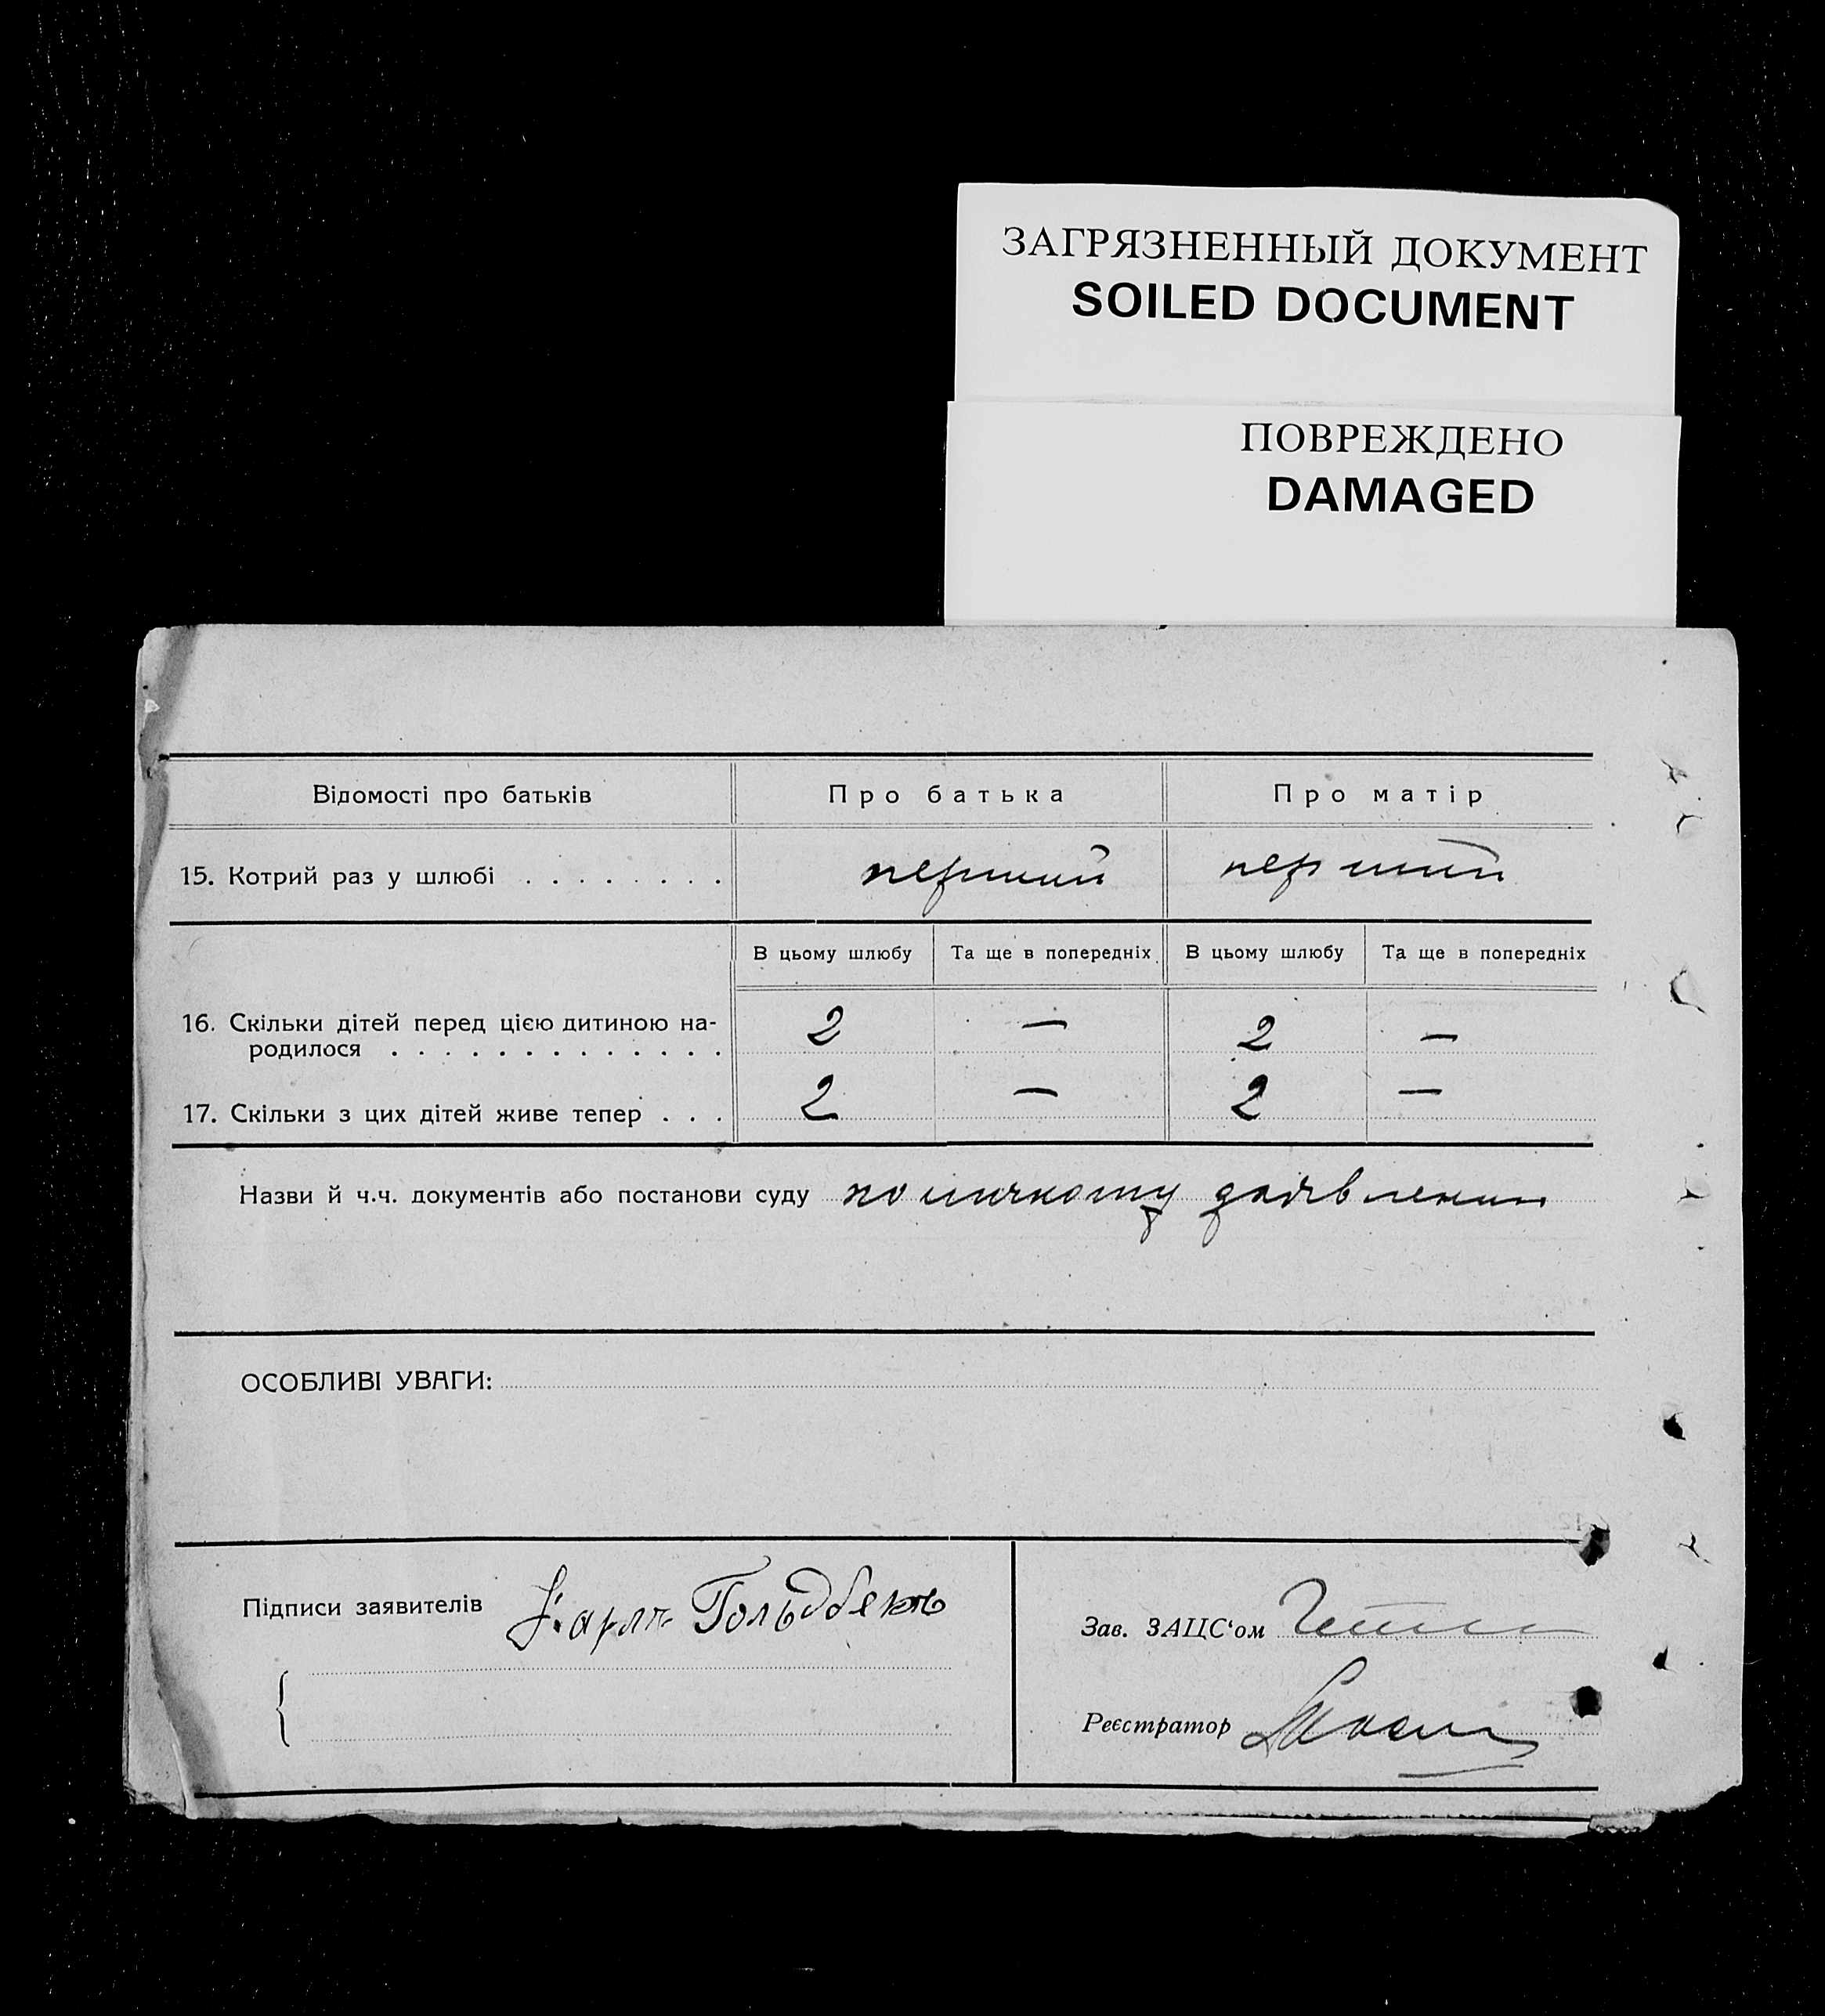 ЗАГРЯЗНЕННЫЙ ДОКУМЕНТ
SOILED DOCUMENT
ПОВРЕЖДЕНО
DAMAGED
Відомості про батьків Про батька Про матір
15. Котрий раз у шлюбі . . . . . . . . перший перший
В цьому шлюбу Та ще в попередніх В цьому шлюбу Та ще в попередніх
16. Скільки дітей перед цією дитиною на-
родилося . . . . . . . . . . . . . 2 — 2 —
17. Скільки з цих дітей живе тепер . . . 2 — 2 —
Назви й ч.ч. документів або постанови суду по личному
ОСОБЛИВІ УВАГИ:
Підписи заявителів
Зав. ЗАЦС'ом
Реєстратор